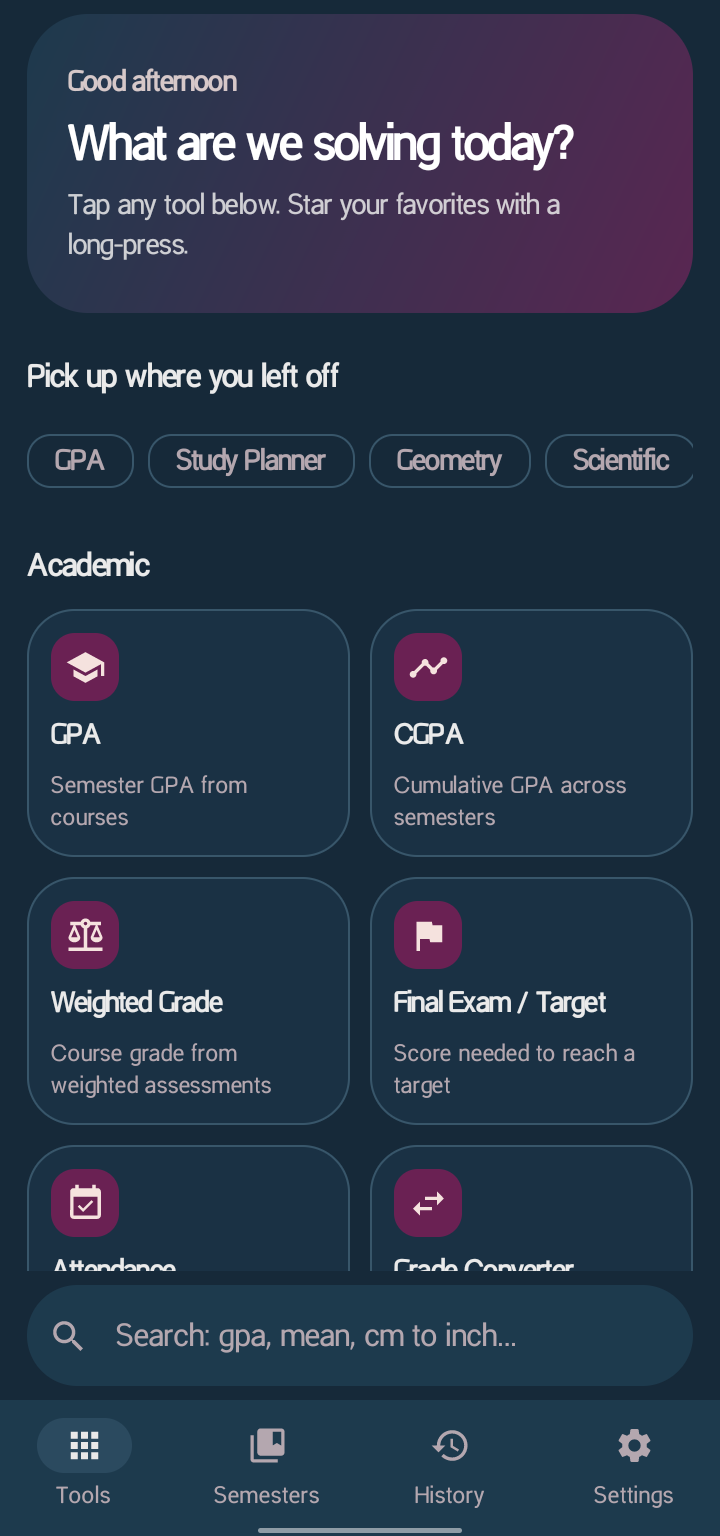 Good afternoon
What are we solving today?
Tap any tool below. Star your favorites with a
long-press.
Pick up where you left off
GPA
Study Planner
Geometry
Scientific
Academic
GPA
Semester GPA from
courses
CGPA
Cumulative GPA across
semesters
Weighted Grade
Course grade from
weighted assessments
Final Exam / Target
Score needed to reach a
target
Attendance
Grade Converter
Search: gpa, mean, cm to inch...
Tools
Semesters
History
Settings